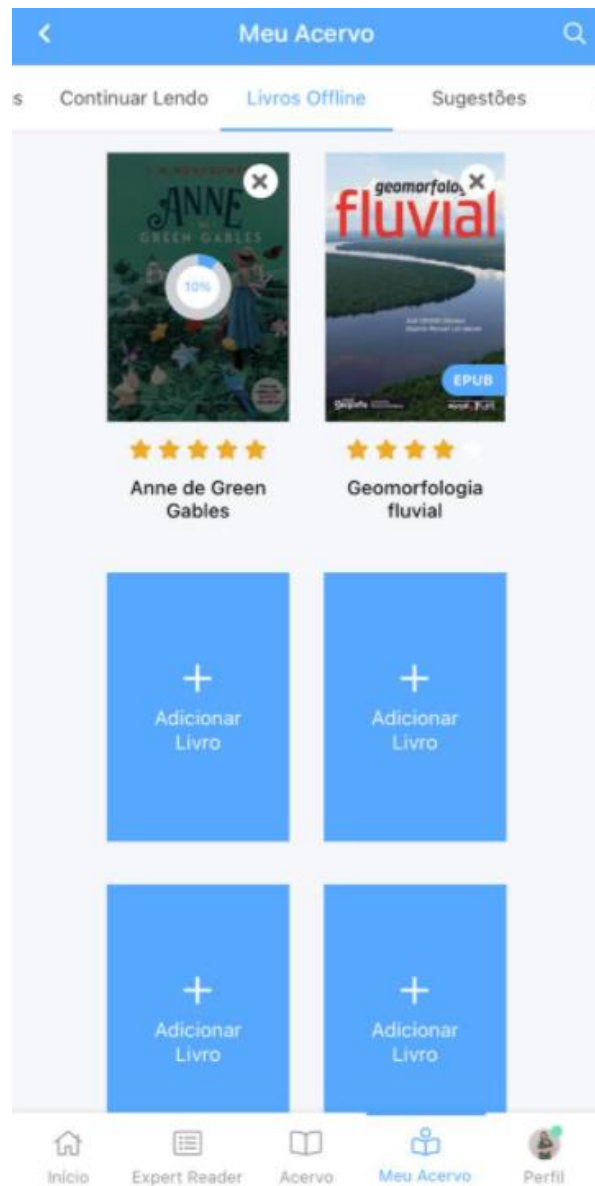 Meu Acervo
s
Continuar Lendo
Livros Offline
Sugestões
ANNE
GREEN GABLES
10%
geomorfolo
fluvial
EPUB
Anne de Green
Gables
Geomorfologia
fluvial
Adicionar
Livro
Adicionar
Livro
Adicionar
Livro
Adicionar
Livro
Início
Expert Reader
Acervo
Meu Acervo
Perfil